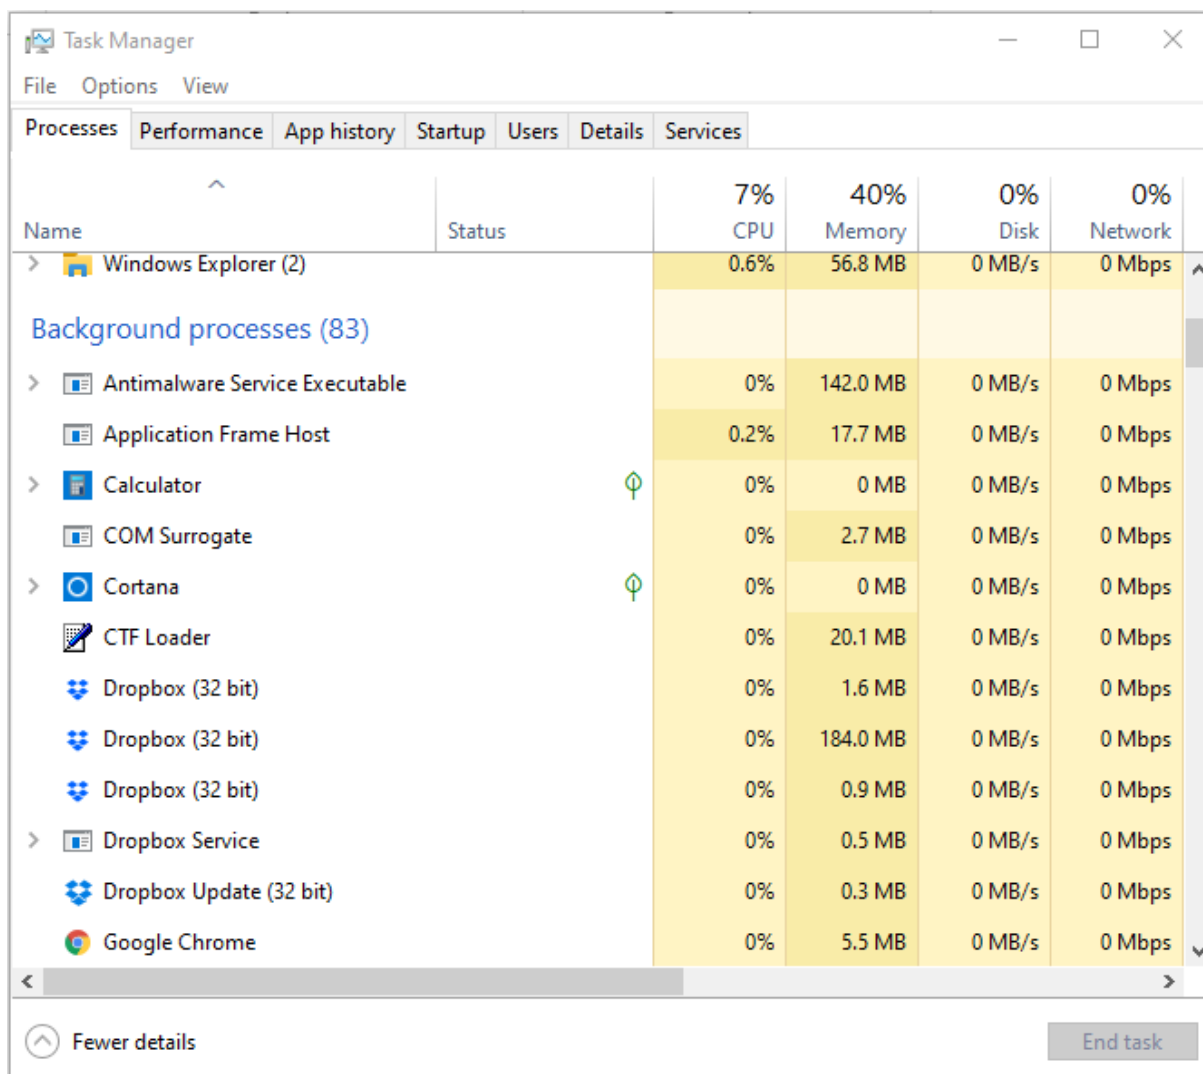 Task Manager
File Options View
Processes Performance App history Startup Users Details Services
7% 40% 0% 0%
Name Status CPU Memory Disk Network
Windows Explorer (2) 0.6% 56.8 MB 0 MB/s 0 Mbps
Background processes (83)
Antimalware Service Executable 0% 142.0 MB 0 MB/s 0 Mbps
Application Frame Host 0.2% 17.7 MB 0 MB/s 0 Mbps
Calculator 0% 0 MB 0 MB/s 0 Mbps
COM Surrogate 0% 2.7 MB 0 MB/s 0 Mbps
Cortana 0% 0 MB 0 MB/s 0 Mbps
CTF Loader 0% 20.1 MB 0 MB/s 0 Mbps
Dropbox (32 bit) 0% 1.6 MB 0 MB/s 0 Mbps
Dropbox (32 bit) 0% 184.0 MB 0 MB/s 0 Mbps
Dropbox (32 bit) 0% 0.9 MB 0 MB/s 0 Mbps
Dropbox Service 0% 0.5 MB 0 MB/s 0 Mbps
Dropbox Update (32 bit) 0% 0.3 MB 0 MB/s 0 Mbps
Google Chrome 0% 5.5 MB 0 MB/s 0 Mbps
Fewer details End task